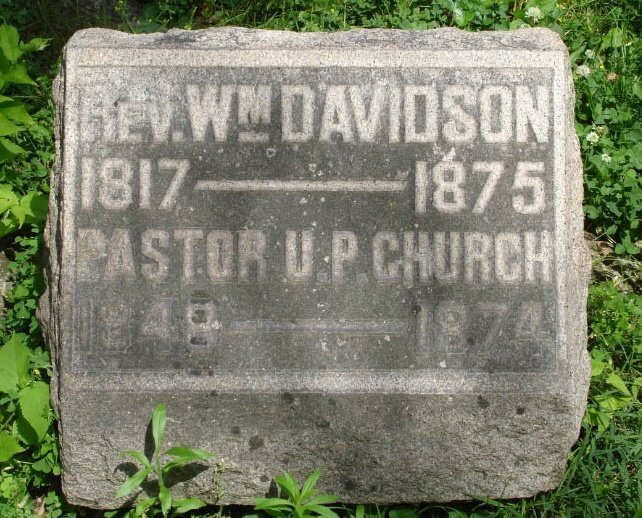 REV. WM DAVIDSON
1817 — 1875
PASTOR U.P. CHURCH
1848 — 1874